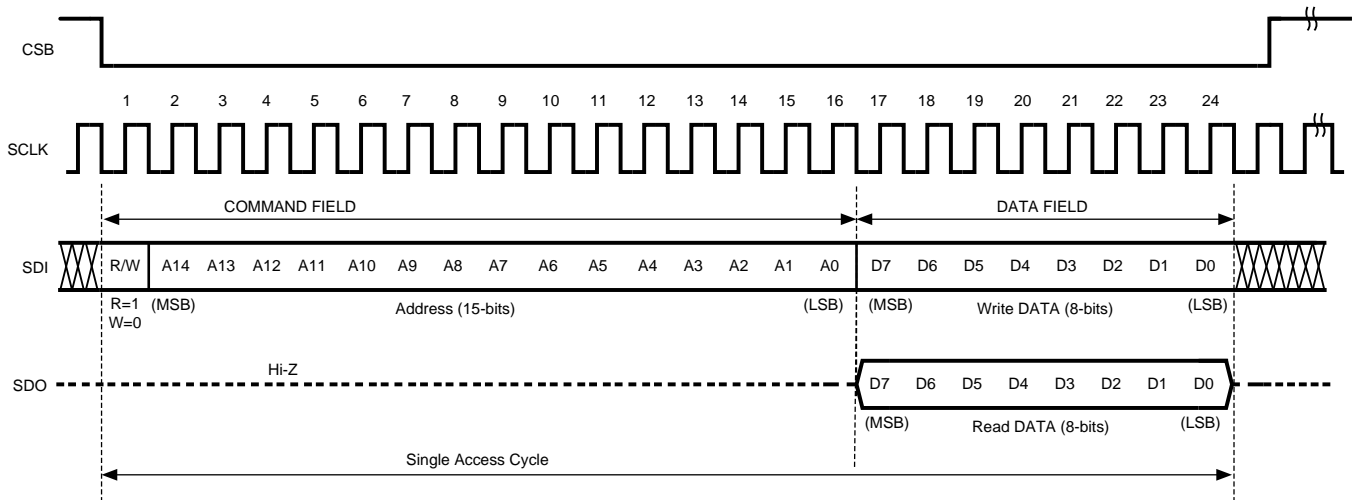 CSB
1 2 3 4 5 6 7 8 9 10 11 12 13 14 15 16 17 18 19 20 21 22 23 24
SCLK
COMMAND FIELD DATA FIELD
SDI R/W A14 A13 A12 A11 A10 A9 A8 A7 A6 A5 A4 A3 A2 A1 A0 D7 D6 D5 D4 D3 D2 D1 D0
R=1 (MSB) Address (15-bits) (LSB) (MSB) Write DATA (8-bits) (LSB)
W=0
Hi-Z
SDO D7 D6 D5 D4 D3 D2 D1 D0
(MSB) Read DATA (8-bits) (LSB)
Single Access Cycle